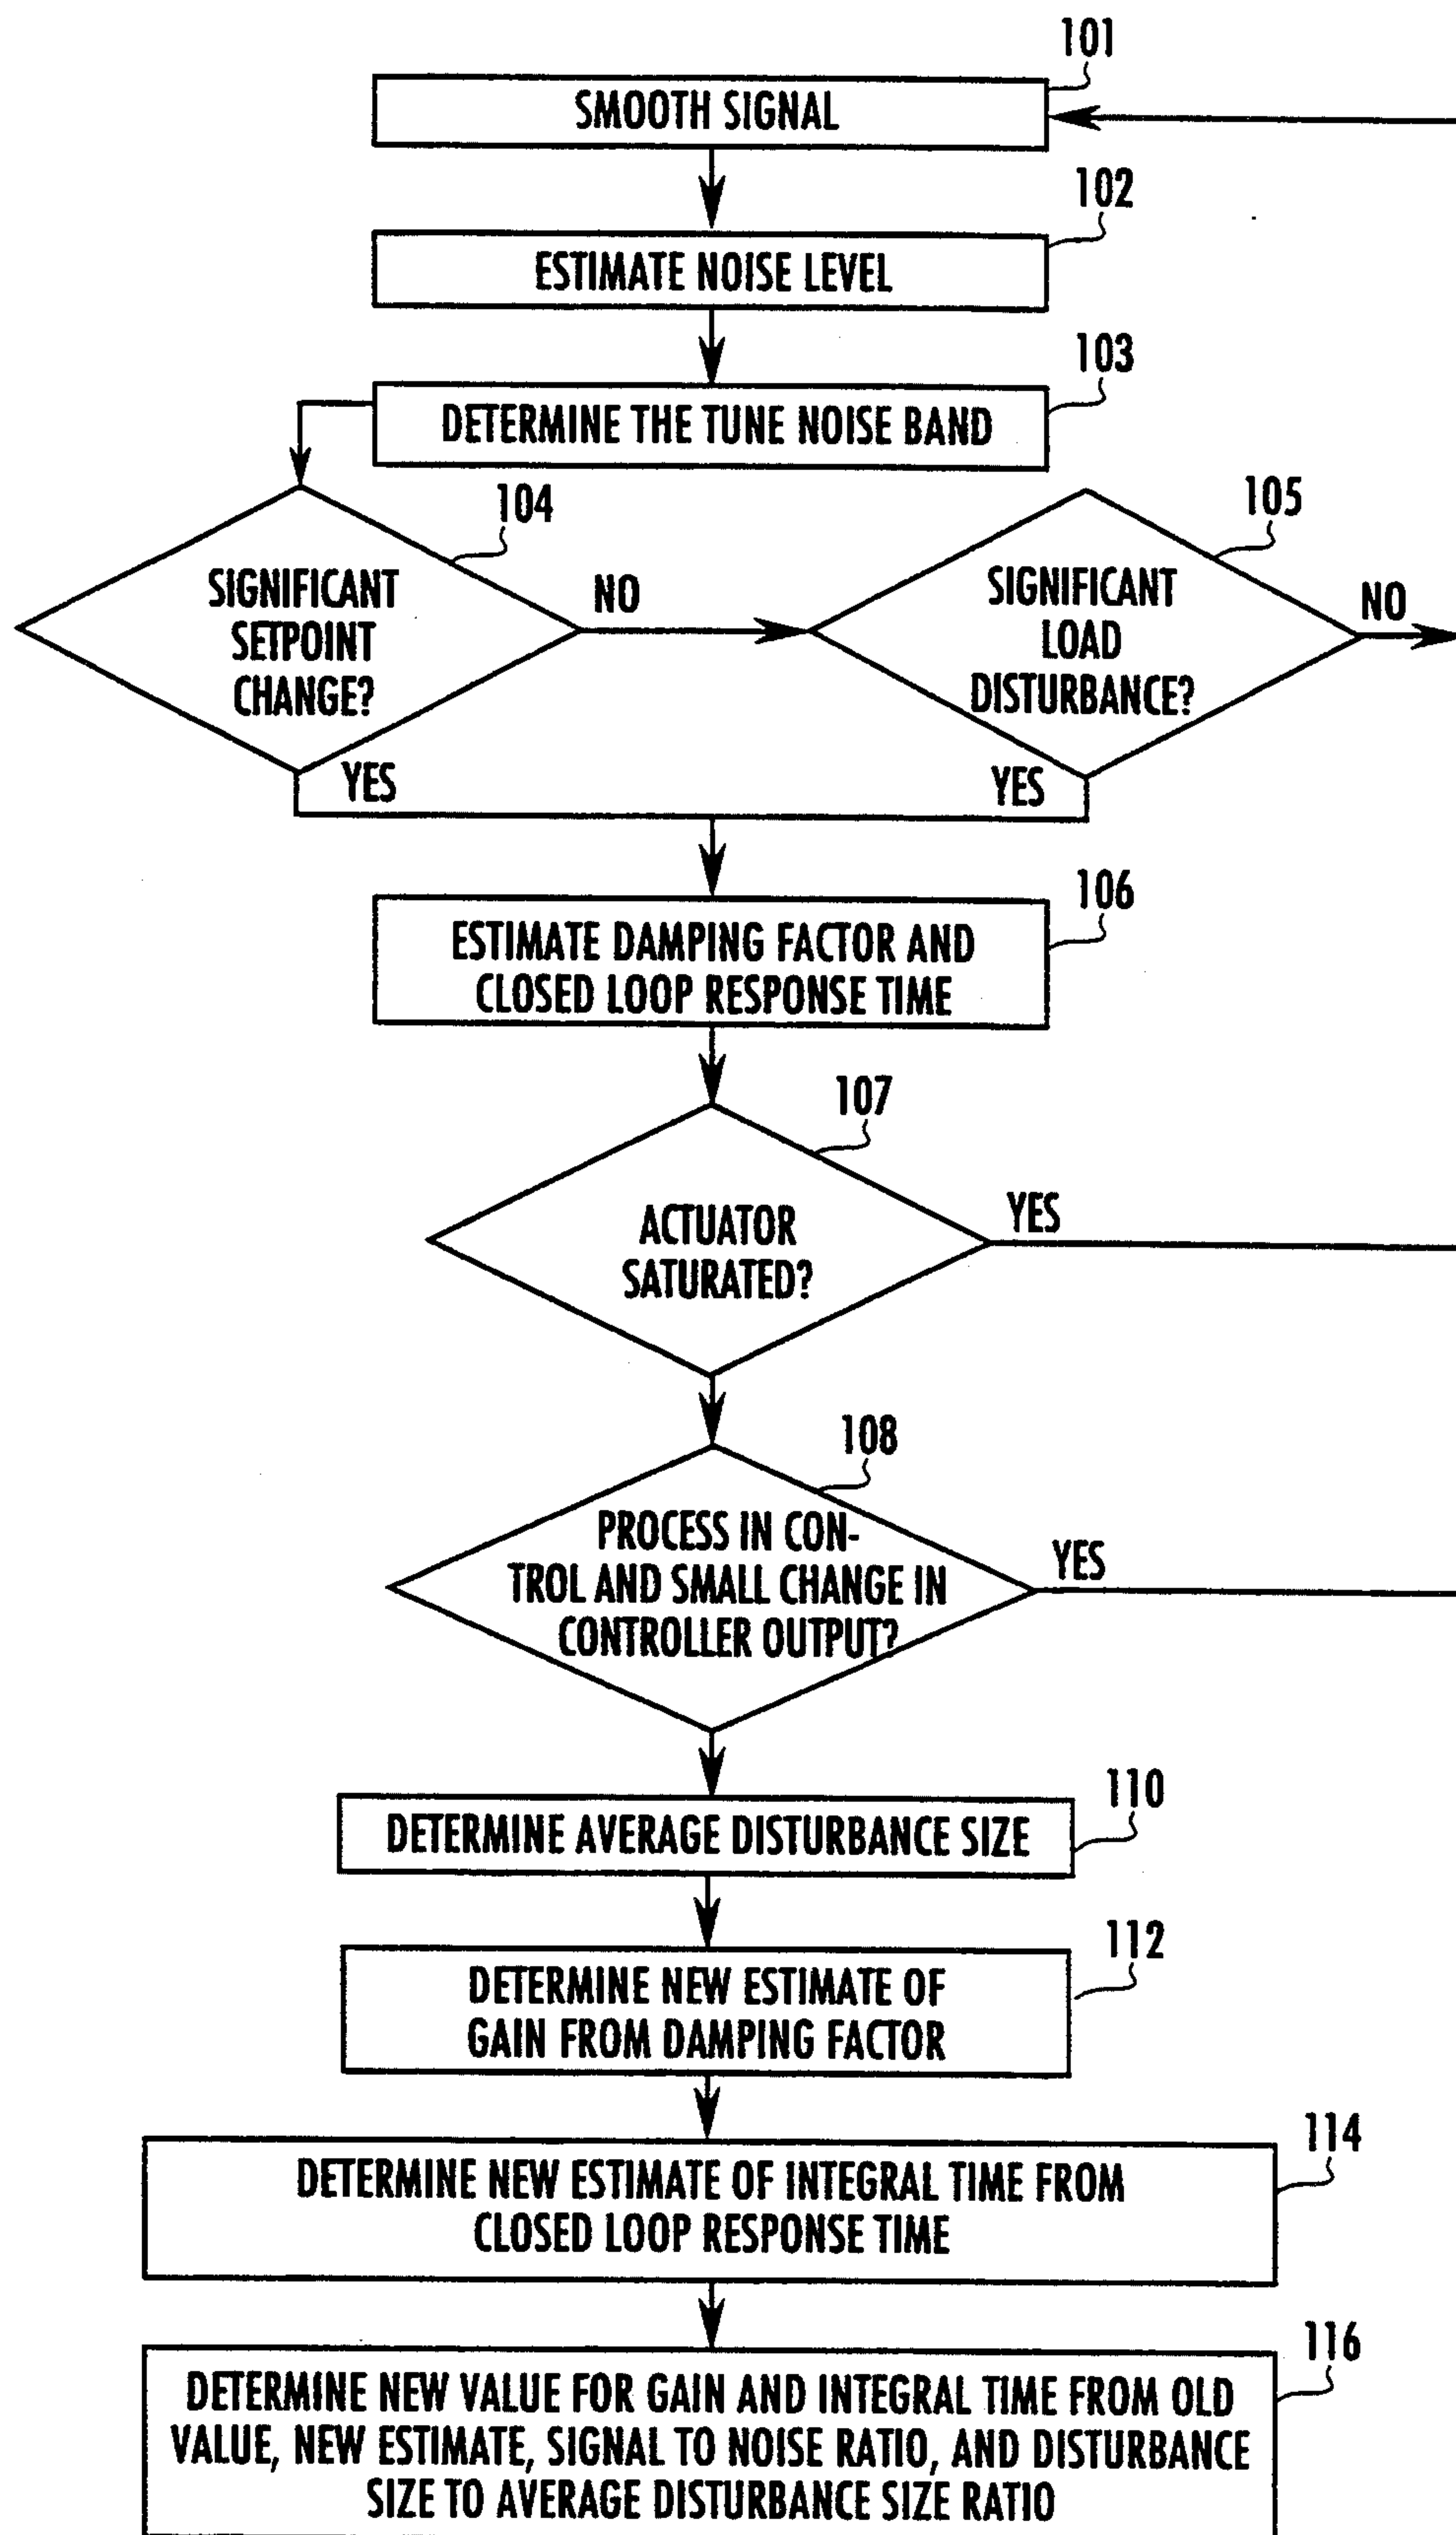 101
SMOOTH SIGNAL
102
ESTIMATE NOISE LEVEL
103
DETERMINE THE TUNE NOISE BAND
104
SIGNIFICANT
SETPOINT
CHANGE?
NO
105
SIGNIFICANT
LOAD
DISTURBANCE?
NO
YES
YES
106
ESTIMATE DAMPING FACTOR AND
CLOSED LOOP RESPONSE TIME
107
ACTUATOR
SATURATED?
YES
108
PROCESS IN CON-
TROL AND SMALL CHANGE IN
CONTROLLER OUTPUT?
YES
110
DETERMINE AVERAGE DISTURBANCE SIZE
112
DETERMINE NEW ESTIMATE OF
GAIN FROM DAMPING FACTOR
114
DETERMINE NEW ESTIMATE OF INTEGRAL TIME FROM
CLOSED LOOP RESPONSE TIME
116
DETERMINE NEW VALUE FOR GAIN AND INTEGRAL TIME FROM OLD
VALUE, NEW ESTIMATE, SIGNAL TO NOISE RATIO, AND DISTURBANCE
SIZE TO AVERAGE DISTURBANCE SIZE RATIO